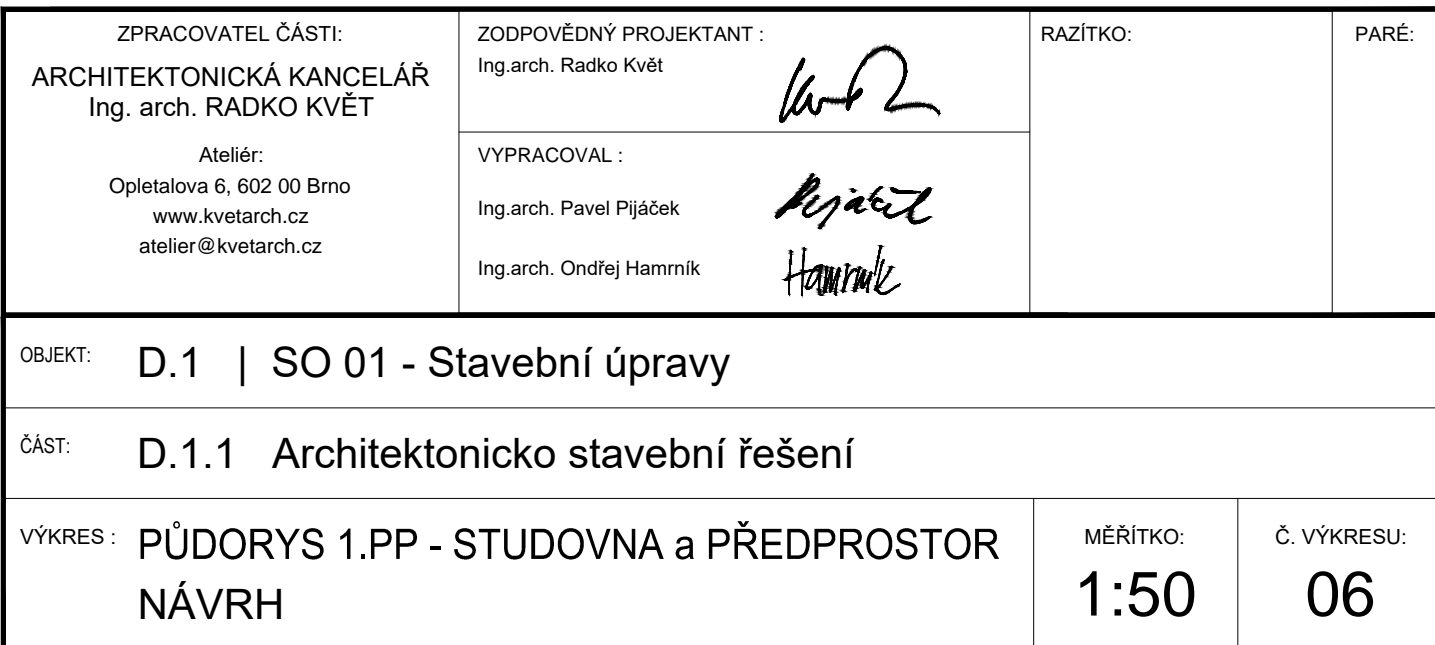 ZPRACOVATEL ČÁSTI:
ARCHITEKTONICKÁ KANCELÁŘ
Ing. arch. RADKO KVĚT
Ateliér:
Opletalova 6, 602 00 Brno
www.kvetarch.cz
atelier@kvetarch.cz
ZODPOVĚDNÝ PROJEKTANT :
Ing.arch. Radko Květ
VYPRACOVAL :
Ing.arch. Pavel Pijáček
Pijáček
Ing.arch. Ondřej Hamrník
Hamrník
RAZÍTKO:
PARÉ:
OBJEKT: D.1 | SO 01 - Stavební úpravy
ČÁST: D.1.1 Architektonicko stavební řešení
VÝKRES : PŮDORYS 1.PP - STUDOVNA a PŘEDPROSTOR
NÁVRH
MĚŘÍTKO:
1:50
Č. VÝKRESU:
06